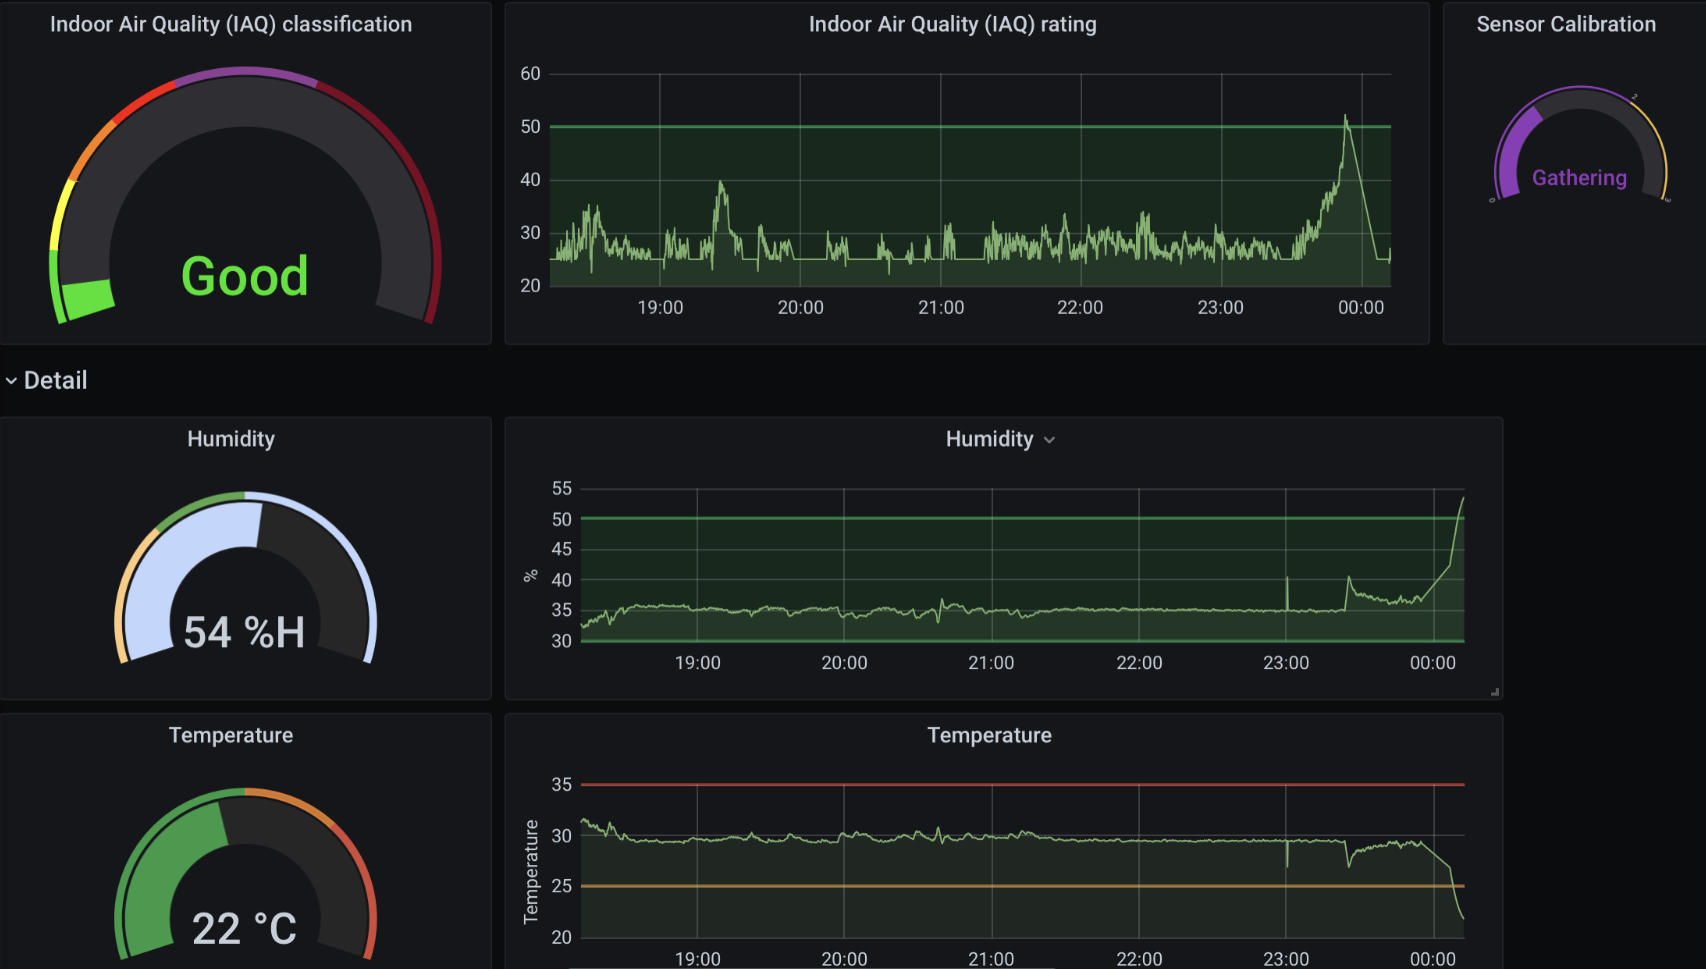 Indoor Air Quality (IAQ) classification
Good
Indoor Air Quality (IAQ) rating
60
50
40
30
20
19:00 20:00 21:00 22:00 23:00 00:00
Sensor Calibration
0 2 3
Gathering
Detail
Humidity
54 %H
Humidity
%
55
50
45
40
35
30
19:00 20:00 21:00 22:00 23:00 00:00
Temperature
22 °C
Temperature
Temperature
35
30
25
20
19:00 20:00 21:00 22:00 23:00 00:00